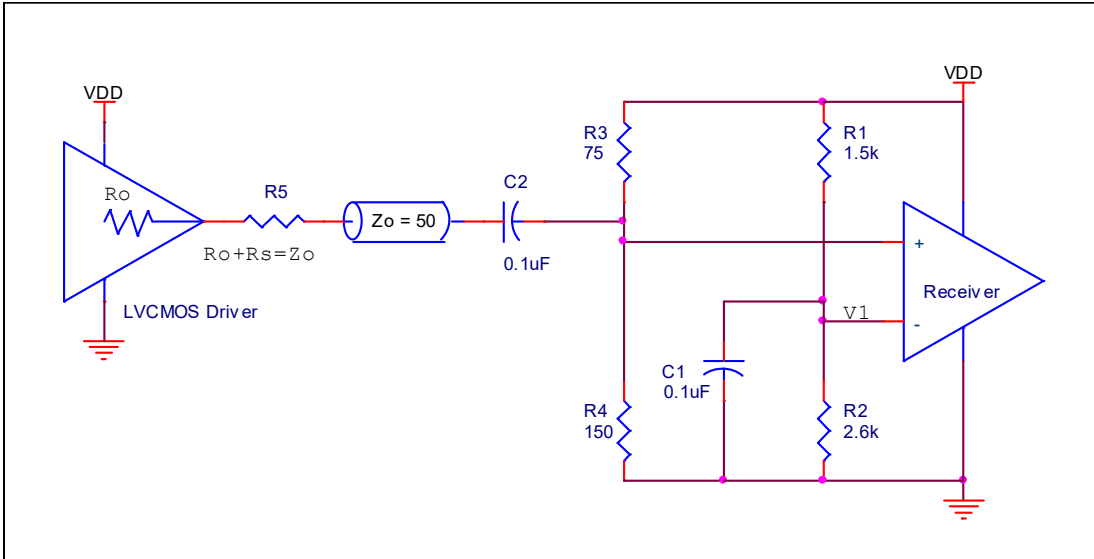 VDD
VDD
R3
75
R1
1.5k
Ro
R5
C2
Zo = 50
+
Ro+Rs=Zo
0.1uF
Receiver
LVCMOS Driver
V1
-
C1
0.1uF
R4
150
R2
2.6k